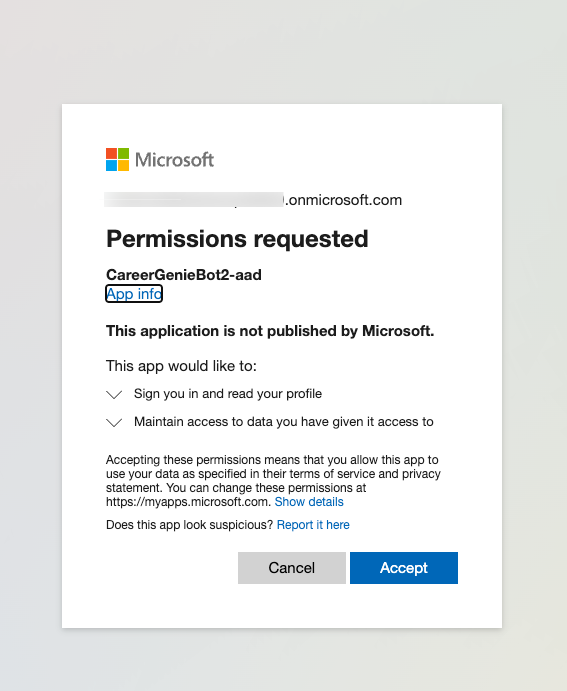 Microsoft
.onmicrosoft.com
Permissions requested
CareerGenieBot2-aad
App info
This application is not published by Microsoft.
This app would like to:
Sign you in and read your profile
Maintain access to data you have given it access to
Accepting these permissions means that you allow this app to
use your data as specified in their terms of service and privacy
statement. You can change these permissions at
https://myapps.microsoft.com. Show details
Does this app look suspicious? Report it here
Cancel Accept